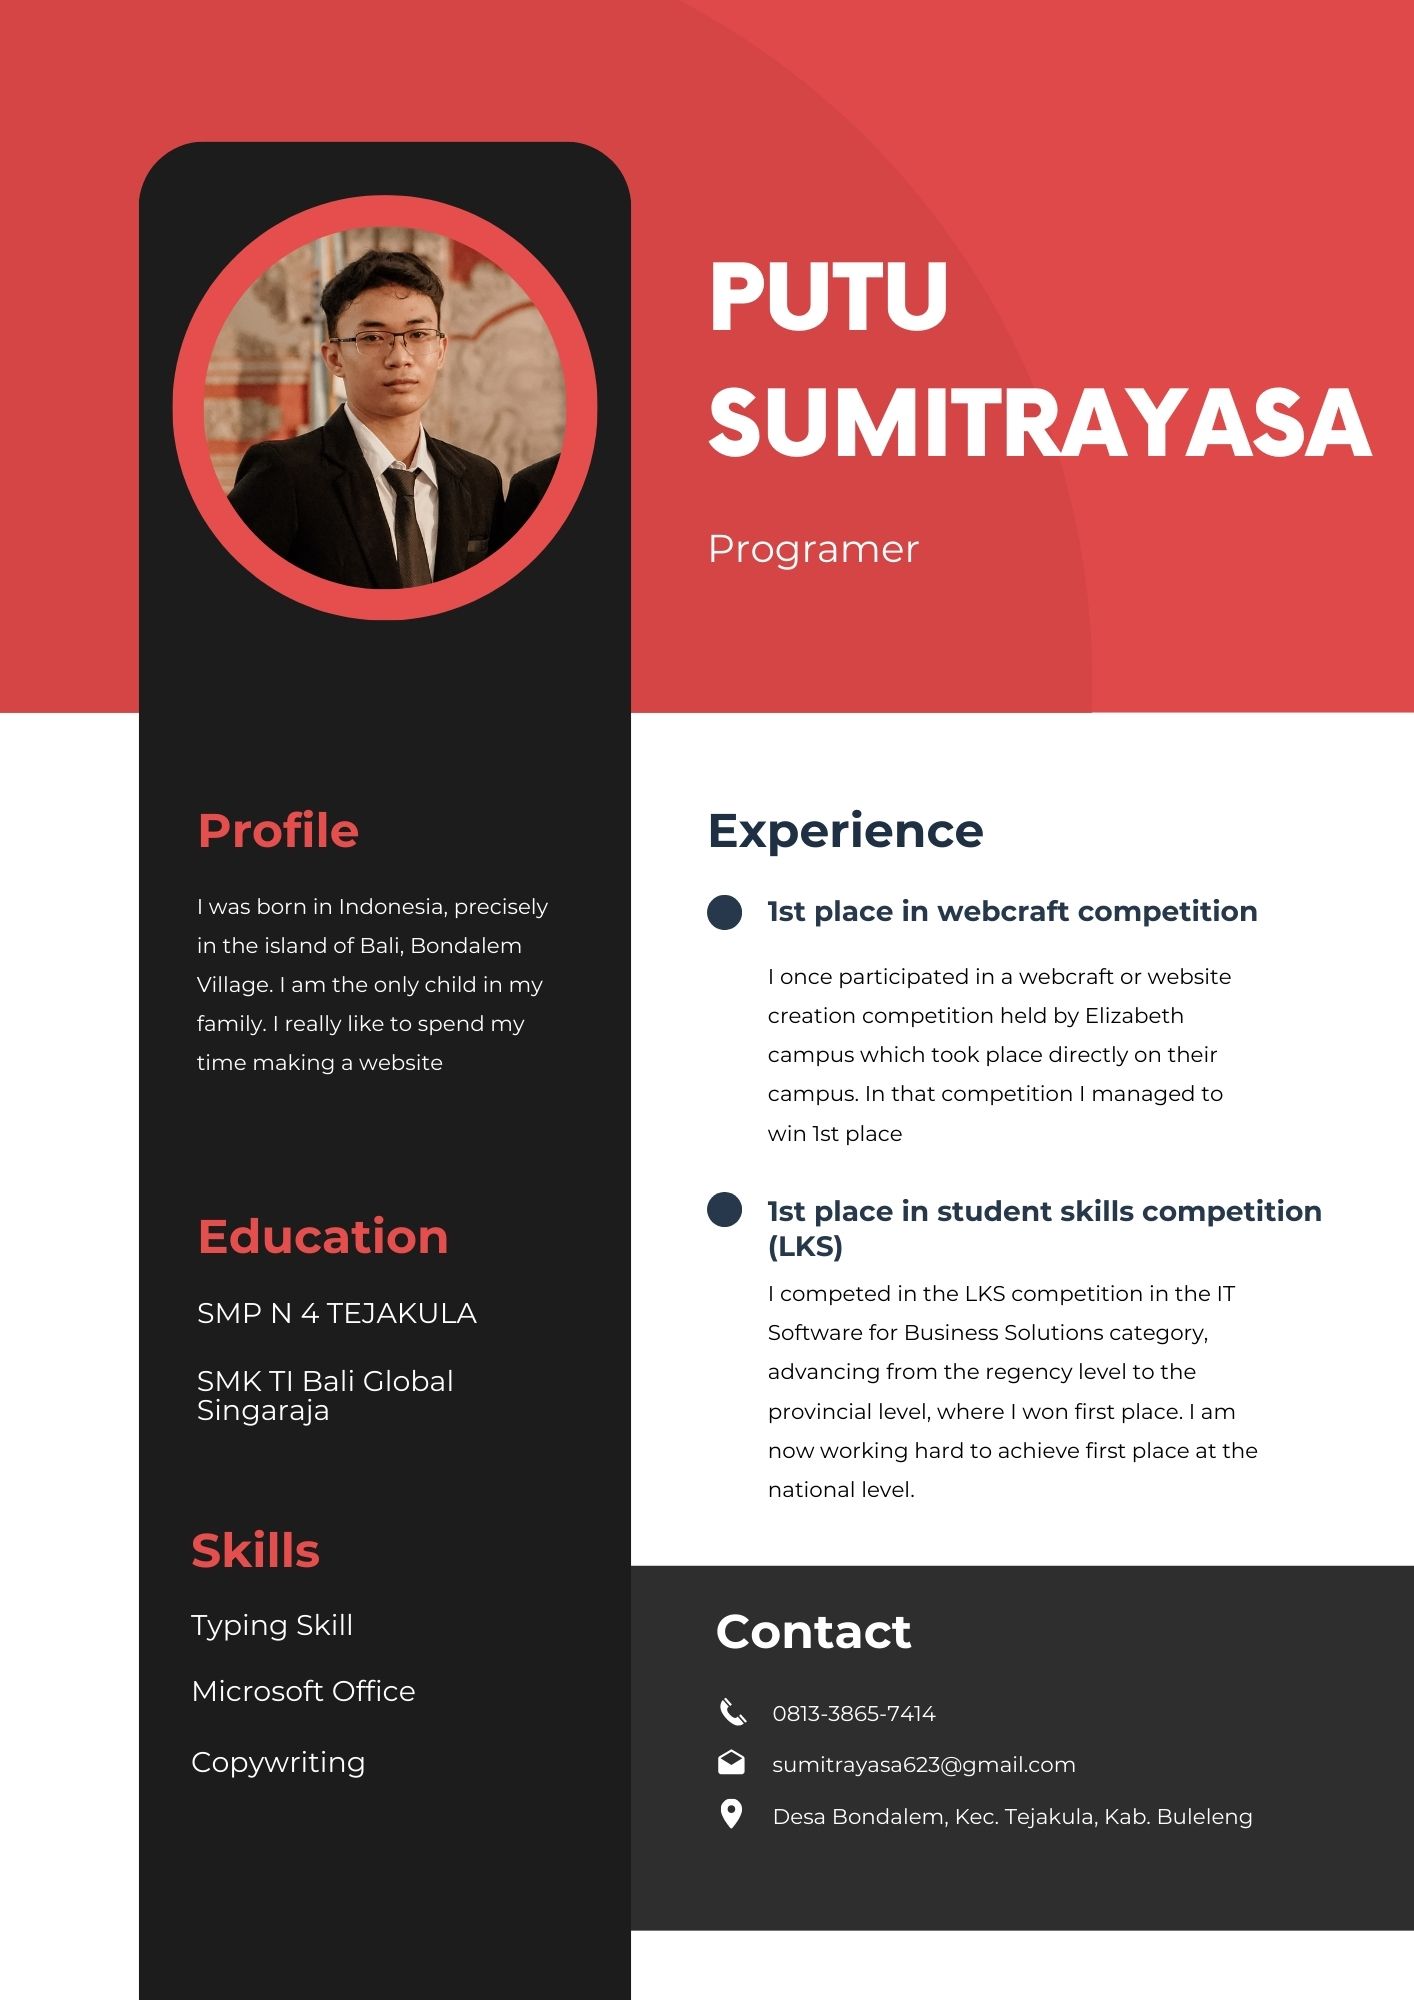 PUTU
SUMITRAYASA
Programer
Profile
I was born in Indonesia, precisely
in the island of Bali, Bondalem
Village. I am the only child in my
family. I really like to spend my
time making a website
Education
SMP N 4 TEJAKULA
SMK TI Bali Global
Singaraja
Skills
Typing Skill
Microsoft Office
Copywriting
Experience
1st place in webcraft competition
I once participated in a webcraft or website
creation competition held by Elizabeth
campus which took place directly on their
campus. In that competition I managed to
win 1st place
1st place in student skills competition
(LKS)
I competed in the LKS competition in the IT
Software for Business Solutions category,
advancing from the regency level to the
provincial level, where I won first place. I am
now working hard to achieve first place at the
national level.
Contact
0813-3865-7414
sumitrayasa623@gmail.com
Desa Bondalem, Kec. Tejakula, Kab. Buleleng